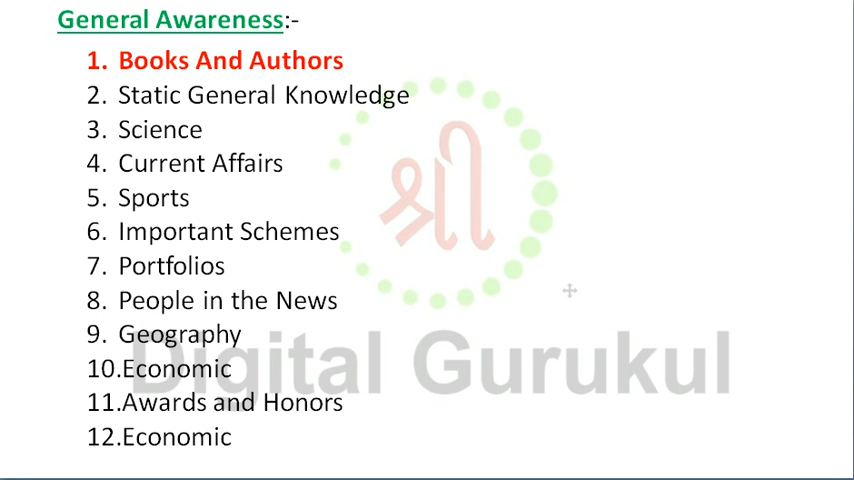 General Awareness:-
1. Books And Authors
2. Static General Knowledge
3. Science
4. Current Affairs
5. Sports
6. Important Schemes
7. Portfolios
8. People in the News
9. Geography
10.Economic
11.Awards and Honors
12.Economic
श्री
Digital Gurukul